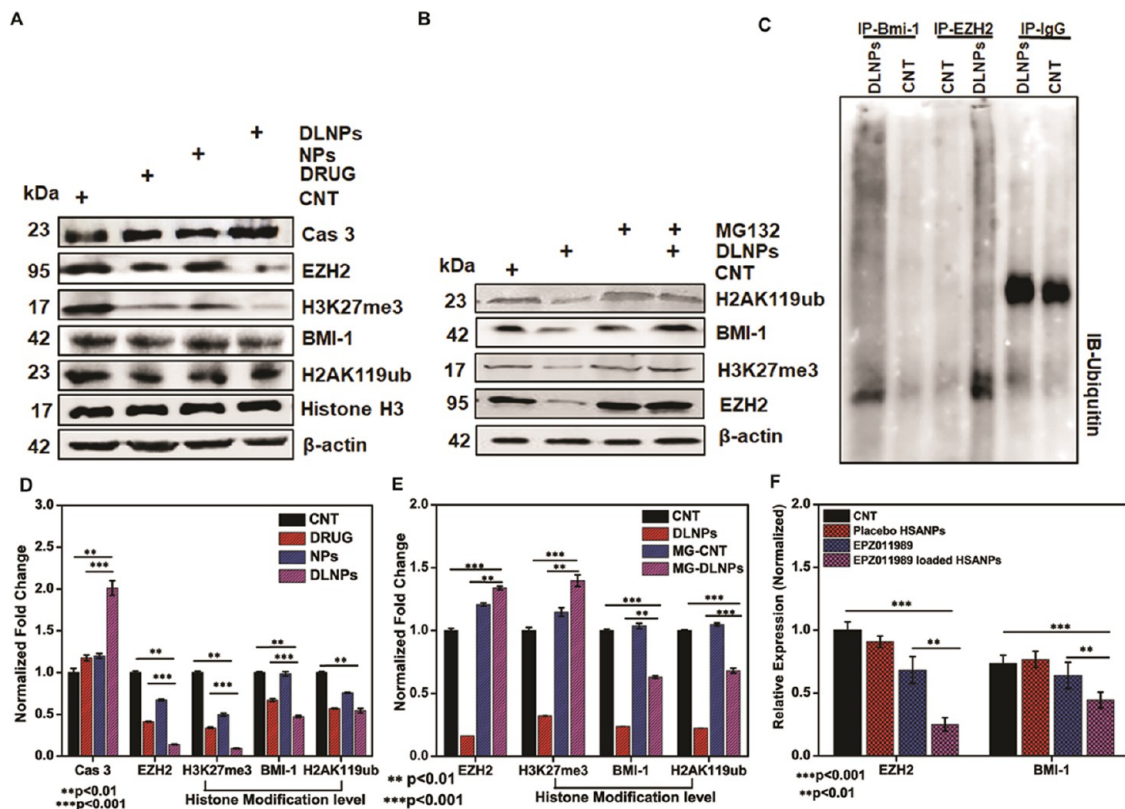 A
+ DLNPs
+ NPs
+ DRUG
kDa + CNT
23 Cas 3
95 EZH2
17 H3K27me3
42 BMI-1
23 H2AK119ub
17 Histone H3
42 β-actin
B
+ + MG132
+ + DLNPs
kDa + CNT
23 H2AK119ub
42 BMI-1
17 H3K27me3
95 EZH2
42 β-actin
C
IP-Bmi-1 IP-EZH2 IP-IgG
DLNPs CNT CNT DLNPs DLNPs CNT
IB-Ubiquitin
D
Normalized Fold Change
3.0
2.5
2.0
1.5
1.0
0.5
0.0
CNT
DRUG
NPs
DLNPs
** *** ** *** ** *** ** *** **
Cas 3 EZH2 H3K27me3 BMI-1 H2AK119ub
**p<0.01
***p<0.001
Histone Modification level
E
Normalized Fold Change
2.0
1.5
1.0
0.5
0.0
CNT
DLNPs
MG-CNT
MG-DLNPs
*** ** *** ** *** ** *** ***
EZH2 H3K27me3 BMI-1 H2AK119ub
** p<0.01
***p<0.001
Histone Modification level
F
Relative Expression (Normalized)
2.0
1.5
1.0
0.5
0.0
CNT
Placebo HSANPs
EPZ011989
EPZ011989 loaded HSANPs
*** ** *** **
EZH2 BMI-1
***p<0.001
**p<0.01